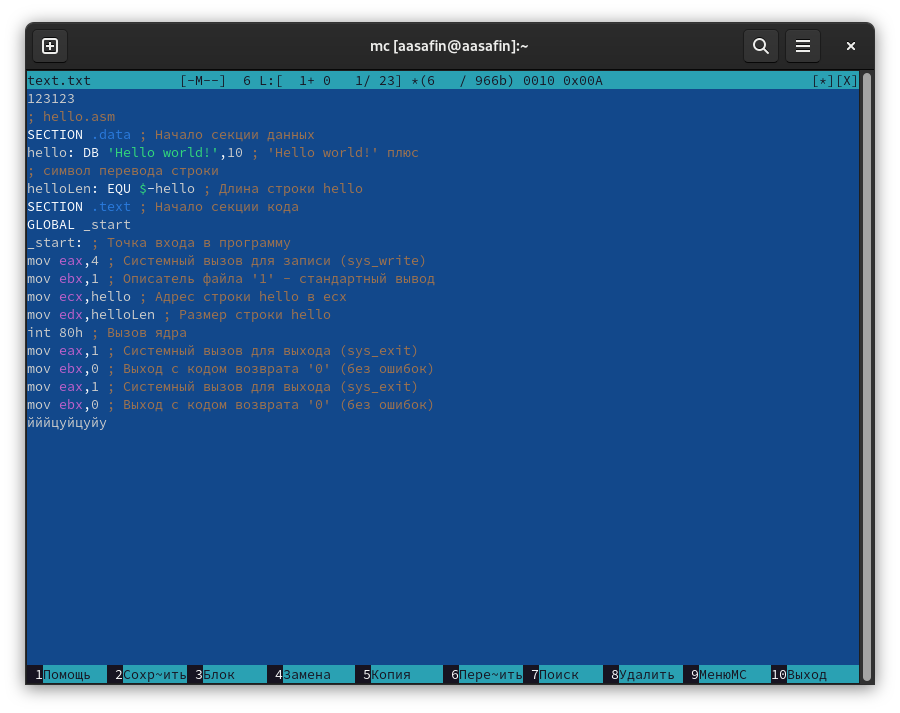 mc [aasafin@aasafin]:~
text.txt [-M--] 6 L:[ 1+ 0 1/ 23] *(6 / 966b) 0010 0x00A [*][X]
123123
; hello.asm
SECTION .data ; Начало секции данных
hello: DB 'Hello world!',10 ; 'Hello world!' плюс
; символ перевода строки
helloLen: EQU $-hello ; Длина строки hello
SECTION .text ; Начало секции кода
GLOBAL _start
_start: ; Точка входа в программу
mov eax,4 ; Системный вызов для записи (sys_write)
mov ebx,1 ; Описатель файла '1' - стандартный вывод
mov ecx,hello ; Адрес строки hello в ecx
mov edx,helloLen ; Размер строки hello
int 80h ; Вызов ядра
mov eax,1 ; Системный вызов для выхода (sys_exit)
mov ebx,0 ; Выход с кодом возврата '0' (без ошибок)
mov eax,1 ; Системный вызов для выхода (sys_exit)
mov ebx,0 ; Выход с кодом возврата '0' (без ошибок)
йййцуйцуйу
1Помощь 2Сохр~ить 3Блок 4Замена 5Копия 6Пере~ить 7Поиск 8Удалить 9МенюMC 10Выход